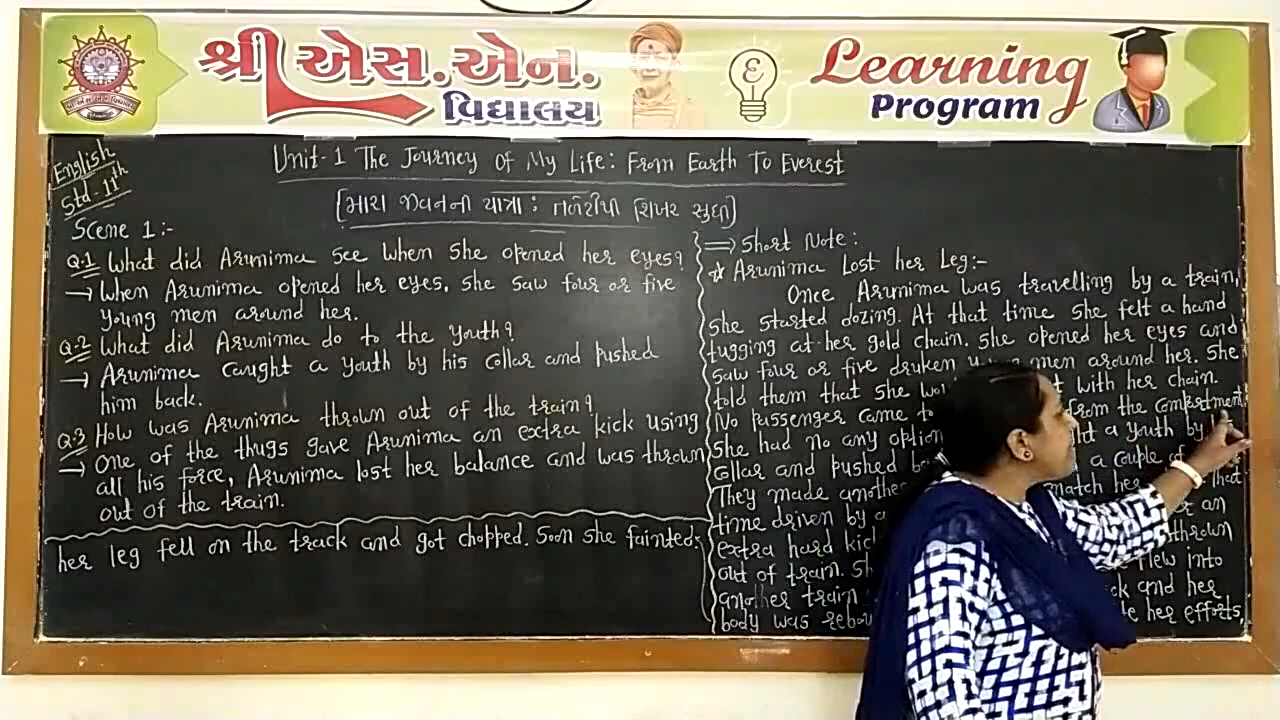 શ્રી એસ.એન.
વિદ્યાલય
Learning
Program
English
Std-11th
Unit-1 The Journey Of My Life: From Earth To Everest
[મારા જીવનની યાત્રા : તળેટીથી શિખર સુધી]
Scene 1:-
Q.1 What did Arunima see when she opened her eyes?
→ When Arunima opened her eyes, she saw four or five
young men around her.
Q.2 What did Arunima do to the youth?
→ Arunima caught a youth by his collar and pushed
him back.
Q.3 How was Arunima thrown out of the train?
→ One of the thugs gave Arunima an extra kick using
all his force, Arunima lost her balance and was thrown
out of the train.
⇒ Short Note:
☆ Arunima Lost her Leg:-
Once Arunima was travelling by a train,
she started dozing. At that time she felt a hand
tugging at her gold chain. She opened her eyes and
saw four or five druken men around her. She
told them that she with her chain.
No passenger came from the compartment.
She had no any option a youth by
collar and pushed a couple of
They made another match her that
time driven by an
extra hard thrown
out of train. flew into
another train and her
body was her efforts,
her leg fell on the track and got chopped. Soon she fainted.